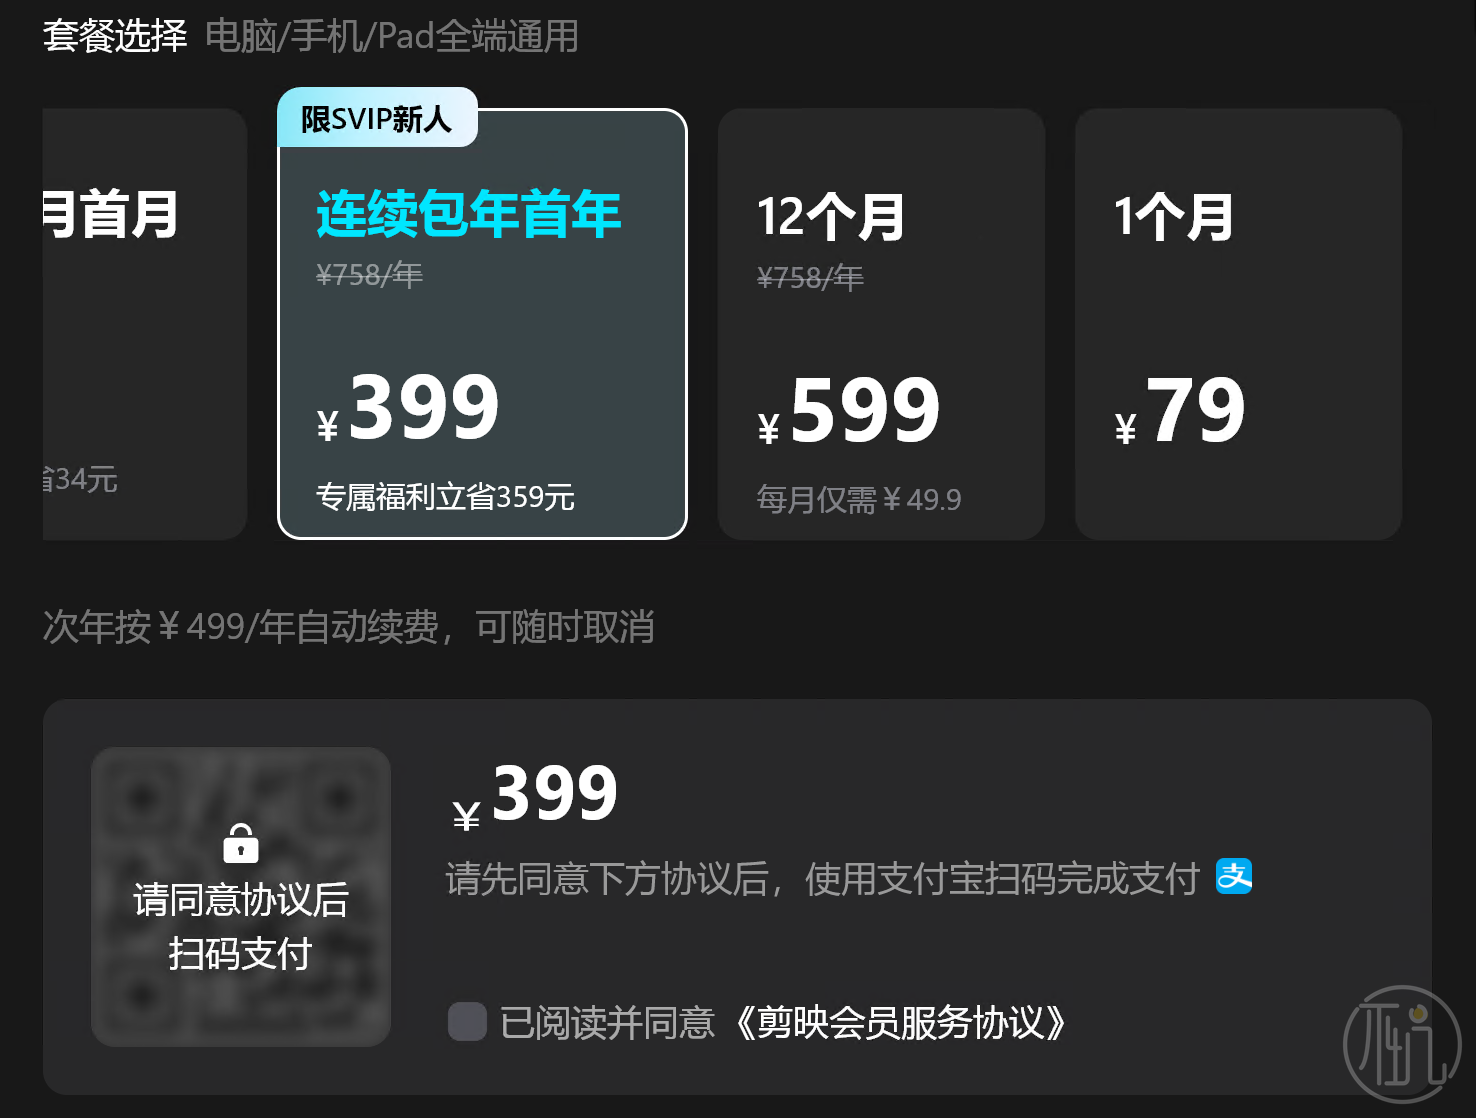 套餐选择 电脑/手机/Pad全端通用
月首月
省34元
限SVIP新人
连续包年首年
¥758/年
¥399
专属福利立省359元
12个月
¥758/年
¥599
每月仅需¥49.9
1个月
¥79
次年按¥499/年自动续费，可随时取消
请同意协议后
扫码支付
¥399
请先同意下方协议后，使用支付宝扫码完成支付 支
已阅读并同意《剪映会员服务协议》